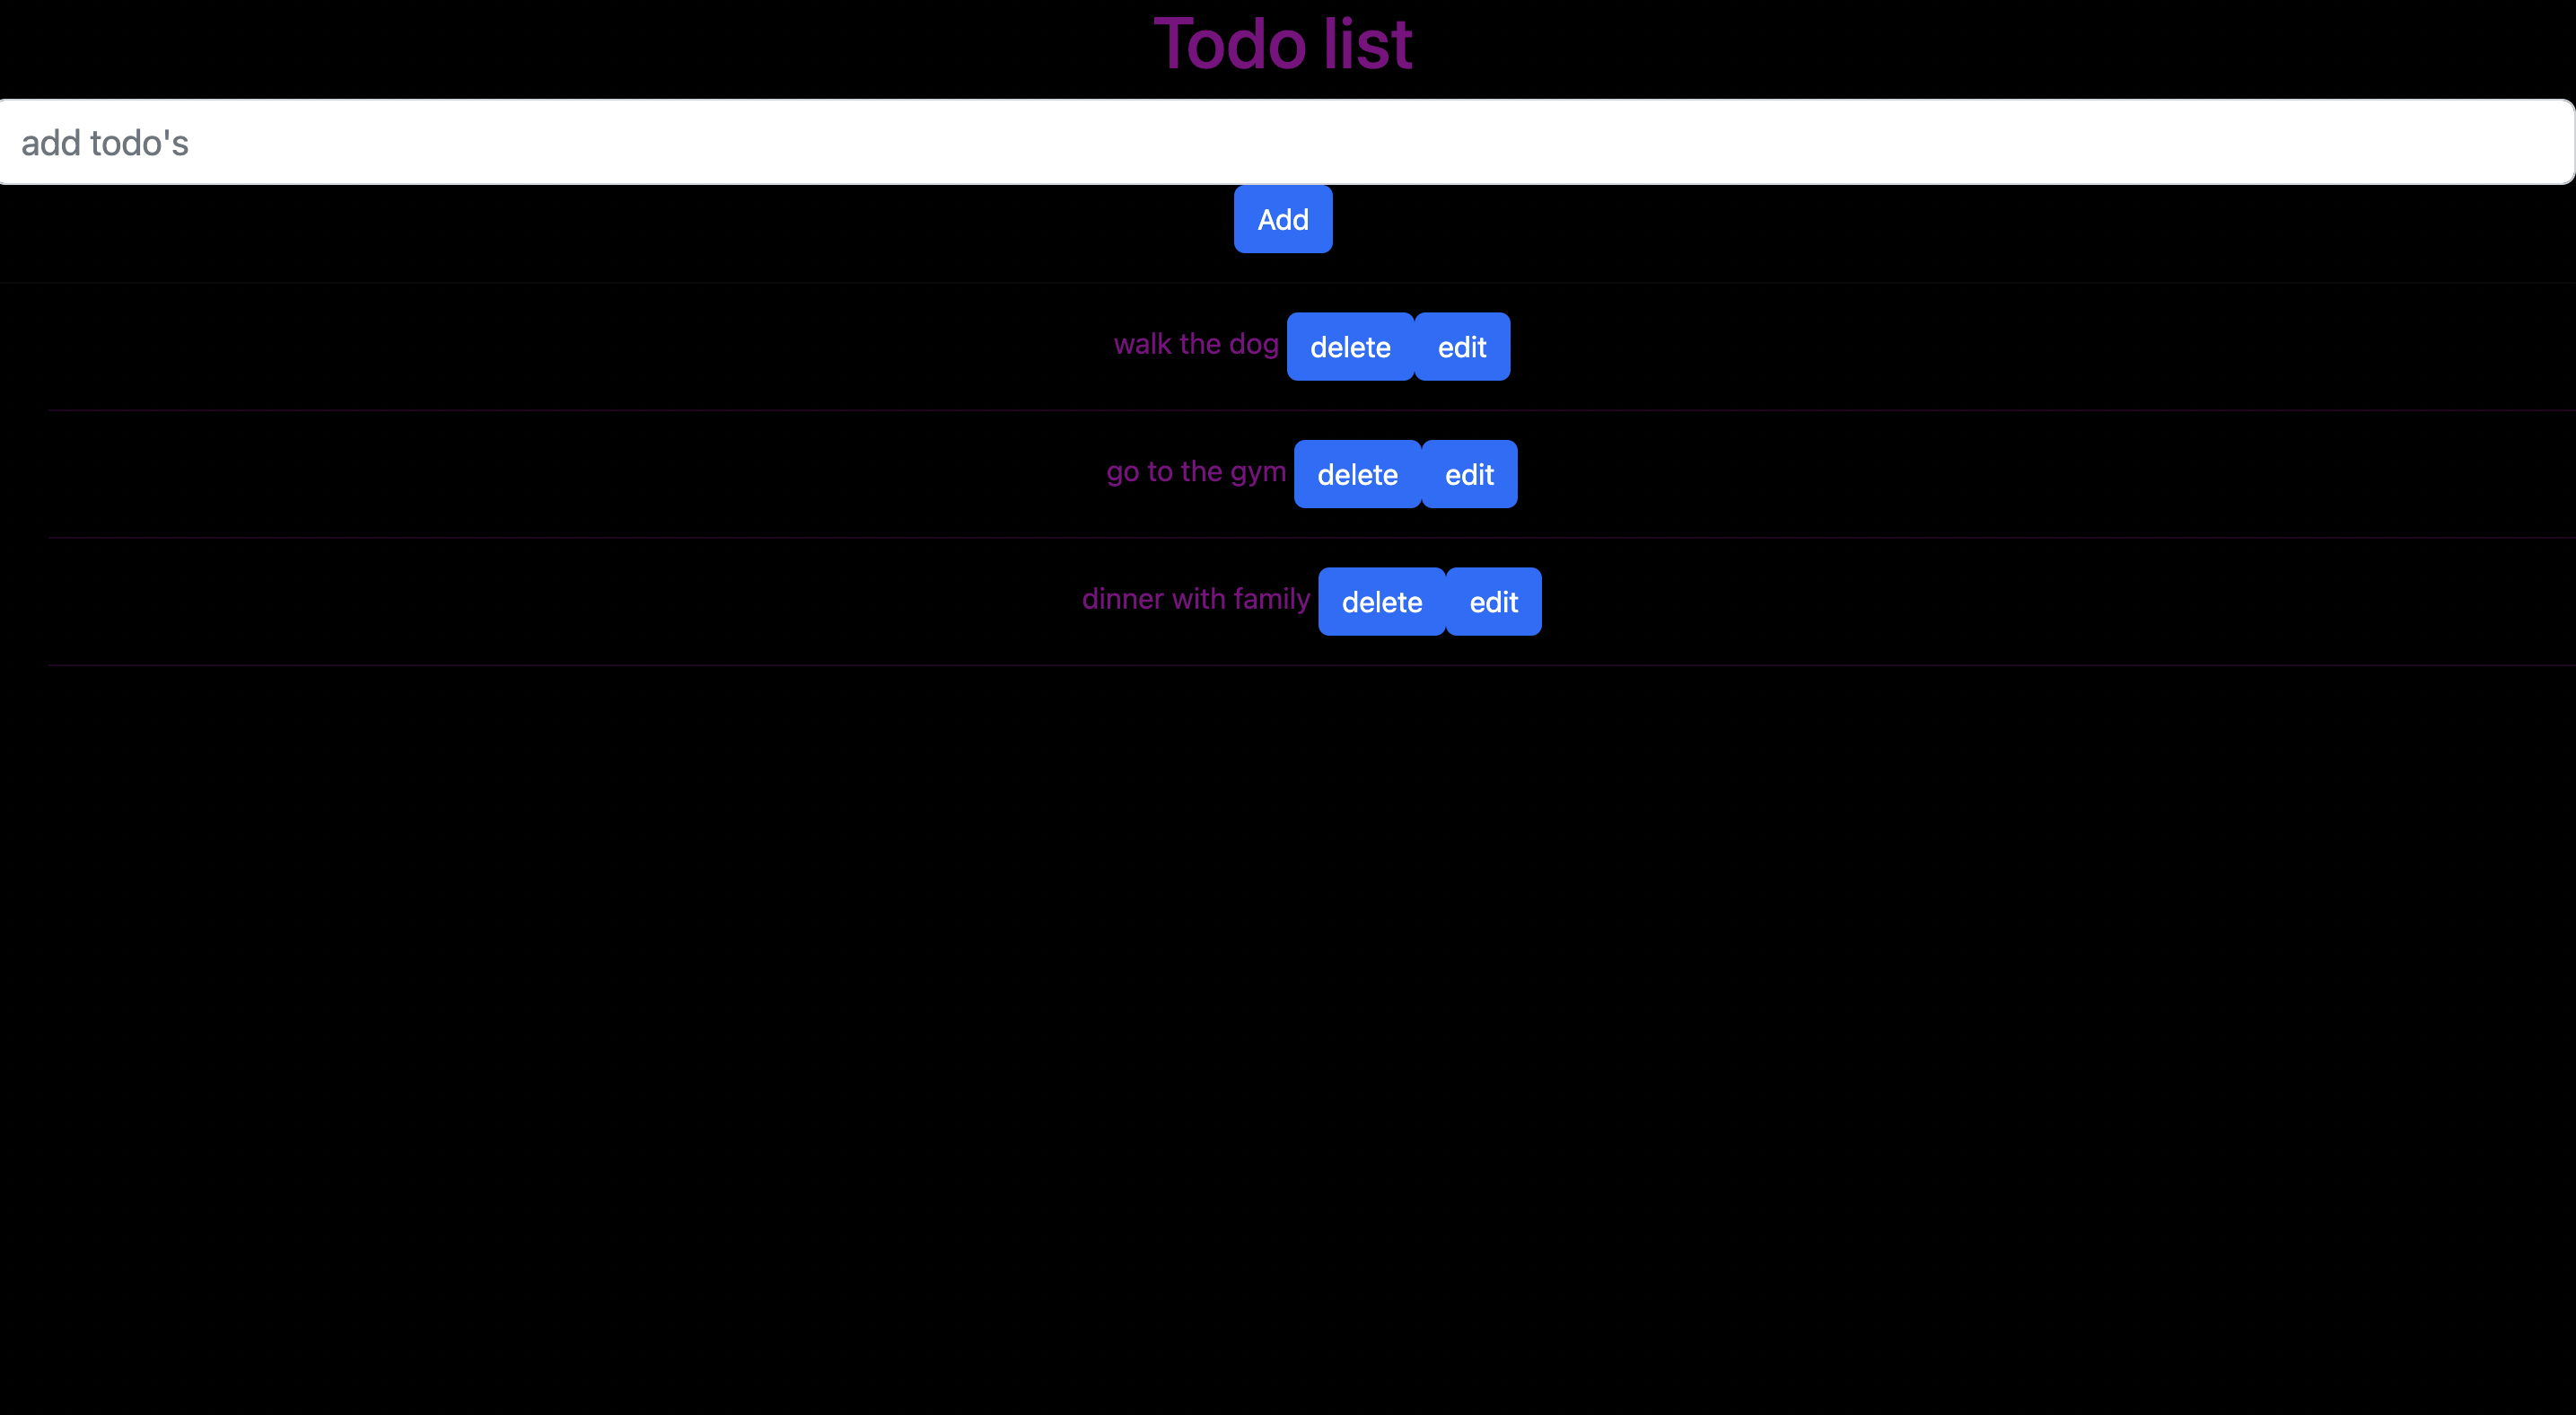 Todo list
add todo's
Add
walk the dog delete edit
go to the gym delete edit
dinner with family delete edit